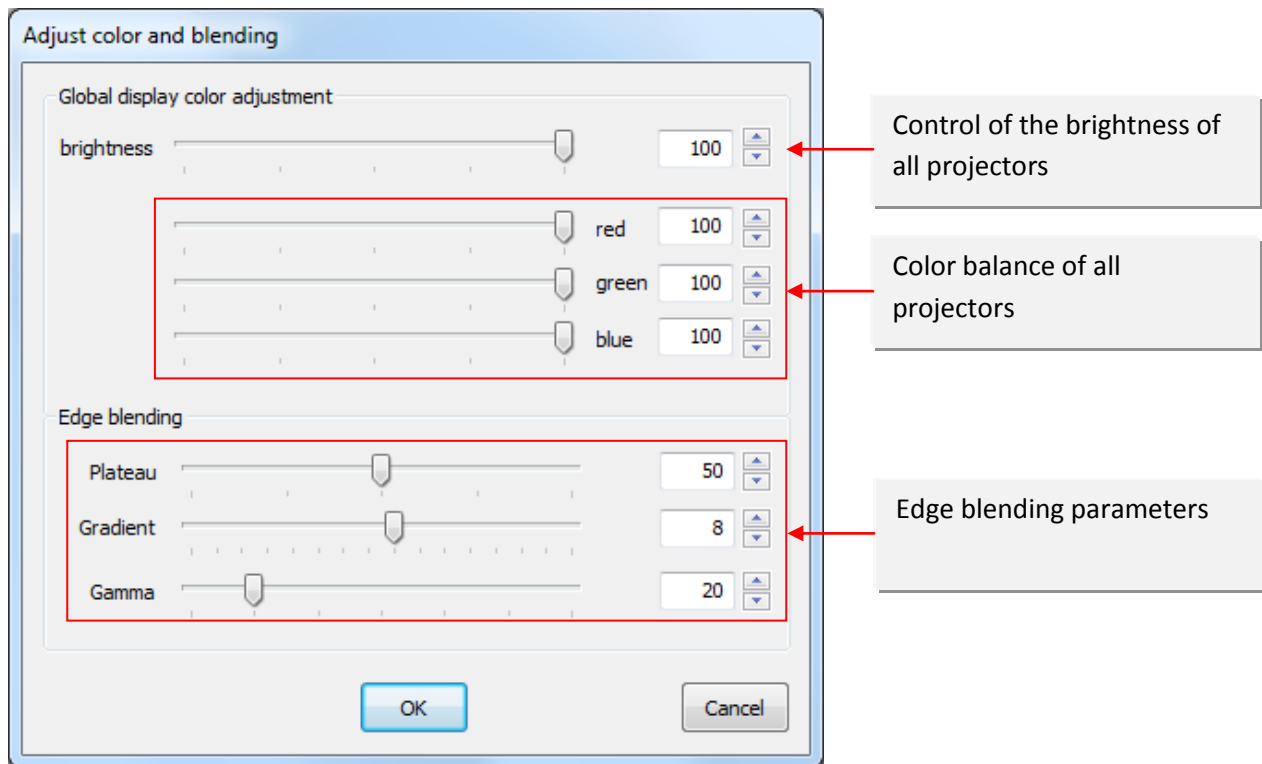 Adjust color and blending
Global display color adjustment
brightness 100
Control of the brightness of
all projectors
red 100
green 100
blue 100
Color balance of all
projectors
Edge blending
Plateau 50
Gradient 8
Gamma 20
Edge blending parameters
OK Cancel